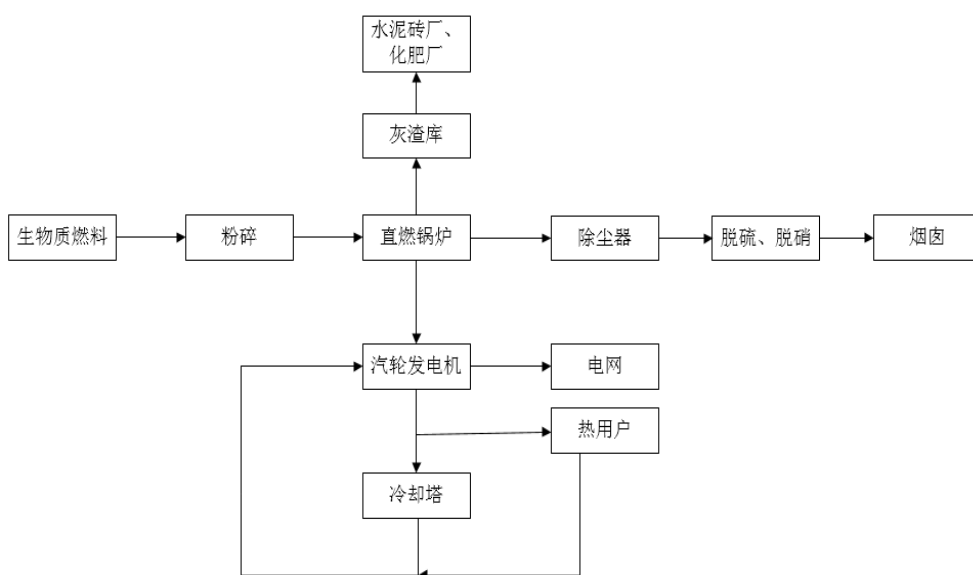 水泥砖厂、
化肥厂
灰渣库
生物质燃料
粉碎
直燃锅炉
除尘器
脱硫、脱硝
烟囱
汽轮发电机
电网
热用户
冷却塔